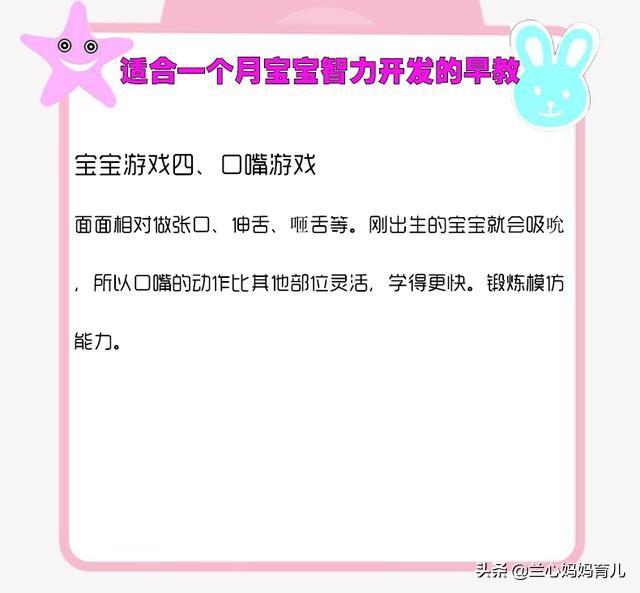 适合一个月宝宝智力开发的早教
宝宝游戏四、口嘴游戏
面面相对做张口、伸舌、咂舌等。刚出生的宝宝就会吸吮
，所以口嘴的动作比其他部位灵活，学得更快。锻炼模仿
能力。
头条 @兰心妈妈育儿